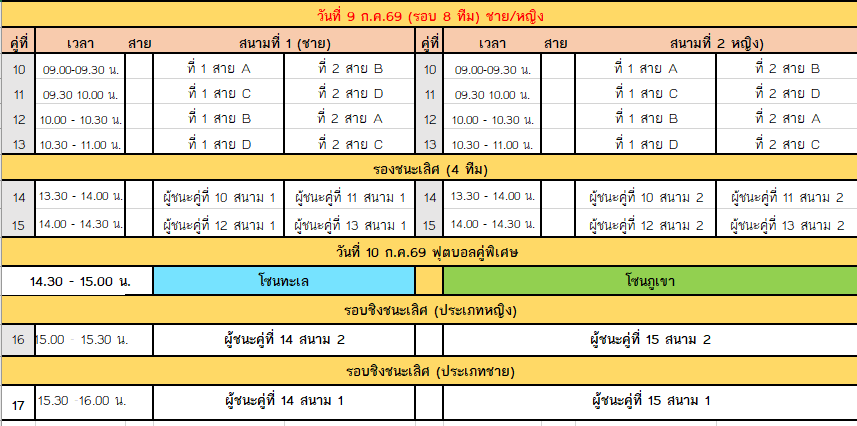 วันที่ 9 ก.ค.69 (รอบ 8 ทีม) ชาย/หญิง
คู่ที่ เวลา สาย สนามที่ 1 (ชาย) คู่ที่ เวลา สาย สนามที่ 2 หญิง)
10 09.00-09.30 น. ที่ 1 สาย A ที่ 2 สาย B 10 09.00-09.30 น. ที่ 1 สาย A ที่ 2 สาย B
11 09.30 10.00 น. ที่ 1 สาย C ที่ 2 สาย D 11 09.30 10.00 น. ที่ 1 สาย C ที่ 2 สาย D
12 10.00 - 10.30 น. ที่ 1 สาย B ที่ 2 สาย A 12 10.00 - 10.30 น. ที่ 1 สาย B ที่ 2 สาย A
13 10.30 - 11.00 น. ที่ 1 สาย D ที่ 2 สาย C 13 10.30 - 11.00 น. ที่ 1 สาย D ที่ 2 สาย C
รองชนะเลิศ (4 ทีม)
14 13.30 - 14.00 น. ผู้ชนะคู่ที่ 10 สนาม 1 ผู้ชนะคู่ที่ 11 สนาม 1 14 13.30 - 14.00 น. ผู้ชนะคู่ที่ 10 สนาม 2 ผู้ชนะคู่ที่ 11 สนาม 2
15 14.00 - 14.30 น. ผู้ชนะคู่ที่ 12 สนาม 1 ผู้ชนะคู่ที่ 13 สนาม 1 15 14.00 - 14.30 น. ผู้ชนะคู่ที่ 12 สนาม 2 ผู้ชนะคู่ที่ 13 สนาม 2
วันที่ 10 ก.ค.69 ฟุตบอลคู่พิเศษ
14.30 - 15.00 น. โซนทะเล โซนภูเขา
รอบชิงชนะเลิศ (ประเภทหญิง)
16 15.00 - 15.30 น. ผู้ชนะคู่ที่ 14 สนาม 2 ผู้ชนะคู่ที่ 15 สนาม 2
รอบชิงชนะเลิศ (ประเภทชาย)
17 15.30 -16.00 น. ผู้ชนะคู่ที่ 14 สนาม 1 ผู้ชนะคู่ที่ 15 สนาม 1